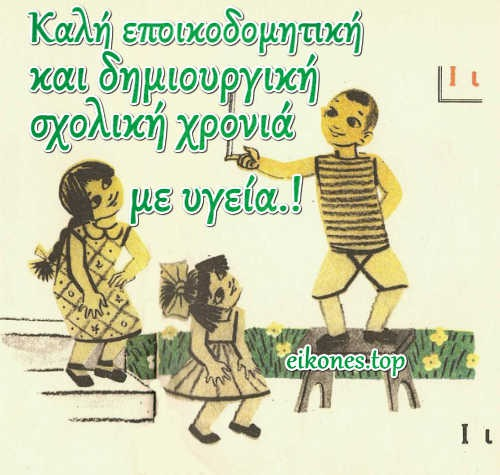 Καλή εποικοδομητική
και δημιουργική
Ι ι
σχολική χρονιά
με υγεία.!
eikones.top
Ι ι